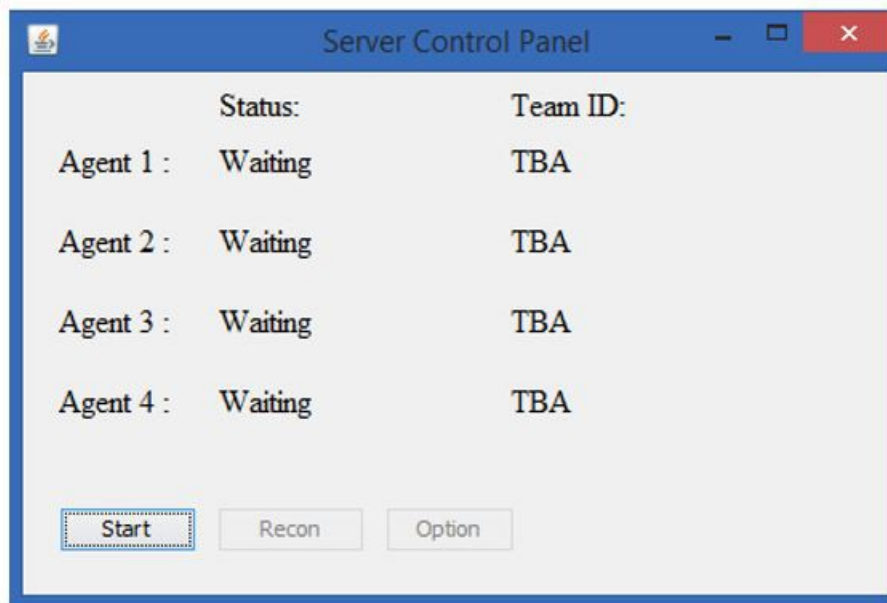 Server Control Panel
Status: Team ID:
Agent 1 : Waiting TBA
Agent 2 : Waiting TBA
Agent 3 : Waiting TBA
Agent 4 : Waiting TBA
Start Recon Option